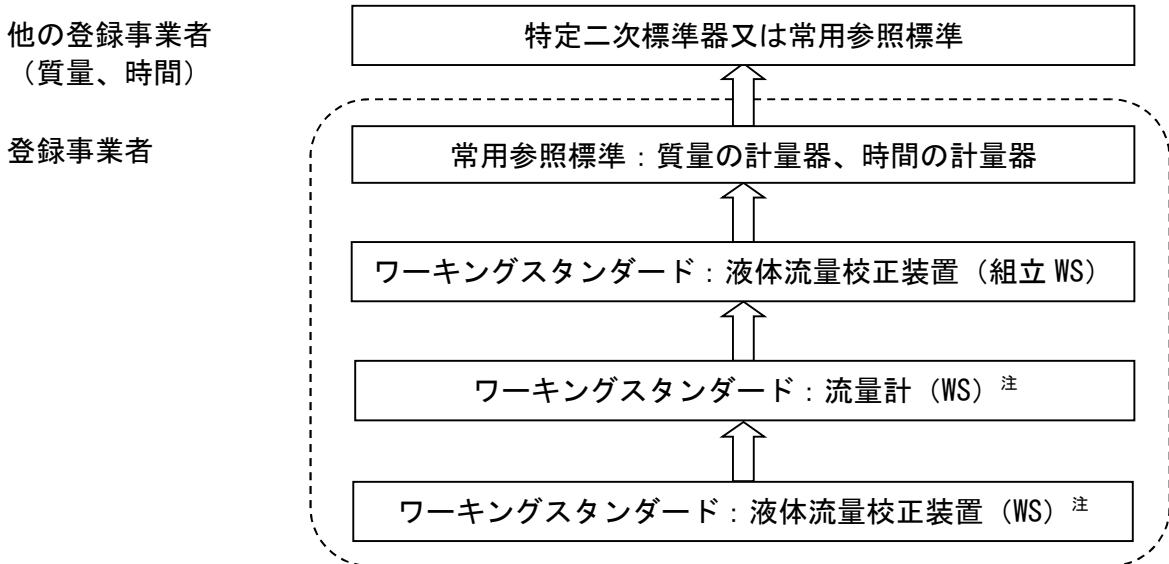 他の登録事業者
（質量、時間）
特定二次標準器又は常用参照標準
登録事業者
常用参照標準：質量の計量器、時間の計量器
ワーキングスタンダード：液体流量校正装置（組立 WS）
ワーキングスタンダード：流量計（WS）注
ワーキングスタンダード：液体流量校正装置（WS）注